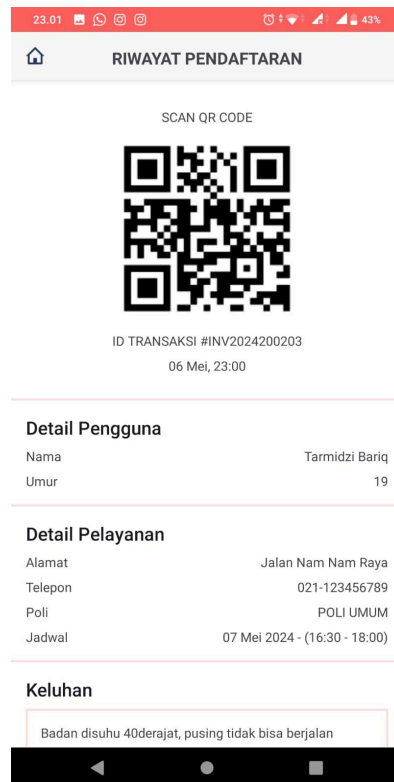 23.01 43%
RIWAYAT PENDAFTARAN
SCAN QR CODE
ID TRANSAKSI #INV2024200203
06 Mei, 23:00
Detail Pengguna
Nama Tarmidzi Bariq
Umur 19
Detail Pelayanan
Alamat Jalan Nam Nam Raya
Telepon 021-123456789
Poli POLI UMUM
Jadwal 07 Mei 2024 - (16:30 - 18:00)
Keluhan
Badan disuhu 40derajat, pusing tidak bisa berjalan